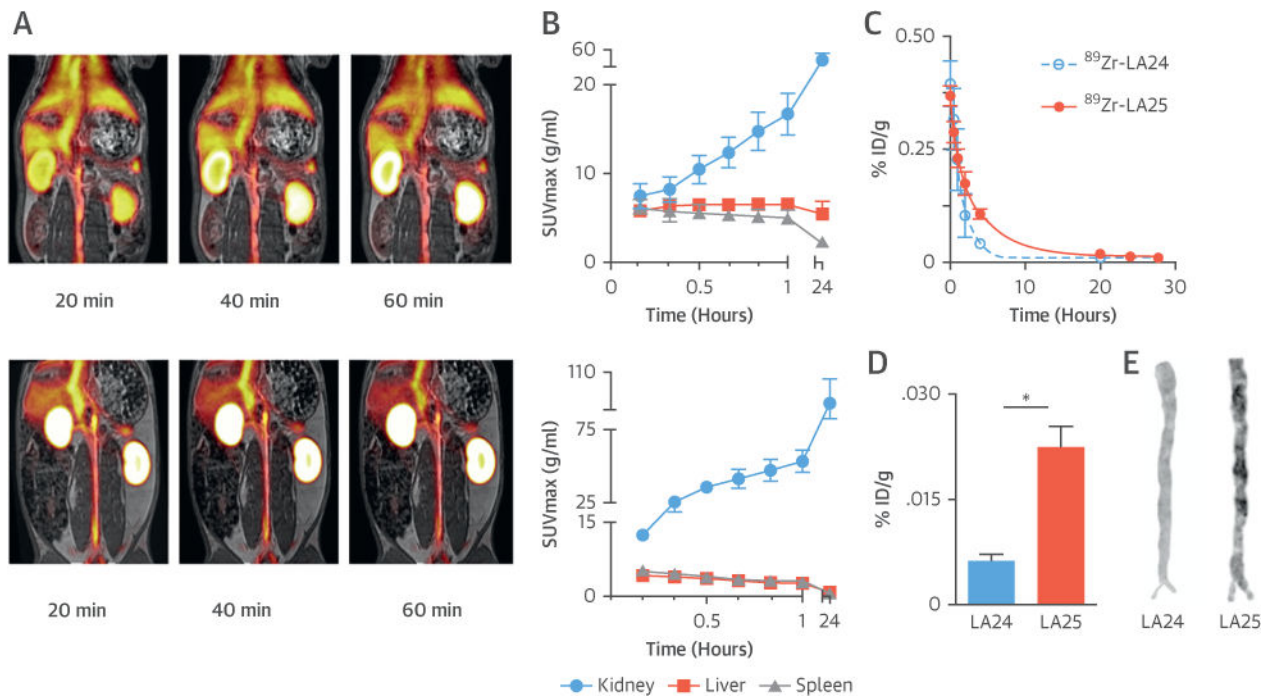 A
20 min
40 min
60 min
20 min
40 min
60 min
B
SUVmax (g/ml)
60
20
10
0
0
0.5
1
24
Time (Hours)
SUVmax (g/ml)
110
75
25
15
0
0.5
1
24
Time (Hours)
Kidney
Liver
Spleen
C
% ID/g
0.50
0.25
0
0
10
20
30
Time (Hours)
⁸⁹Zr-LA24
⁸⁹Zr-LA25
D
% ID/g
.030
.015
0
*
LA24
LA25
E
LA24
LA25